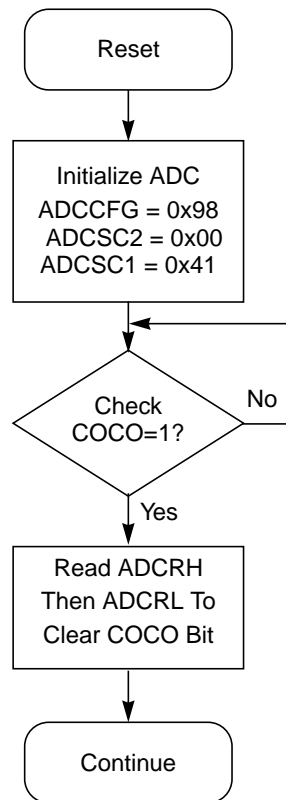 Reset
Initialize ADC
ADCCFG = 0x98
ADCSC2 = 0x00
ADCSC1 = 0x41
Check
COCO=1?
No
Yes
Read ADCRH
Then ADCRL To
Clear COCO Bit
Continue